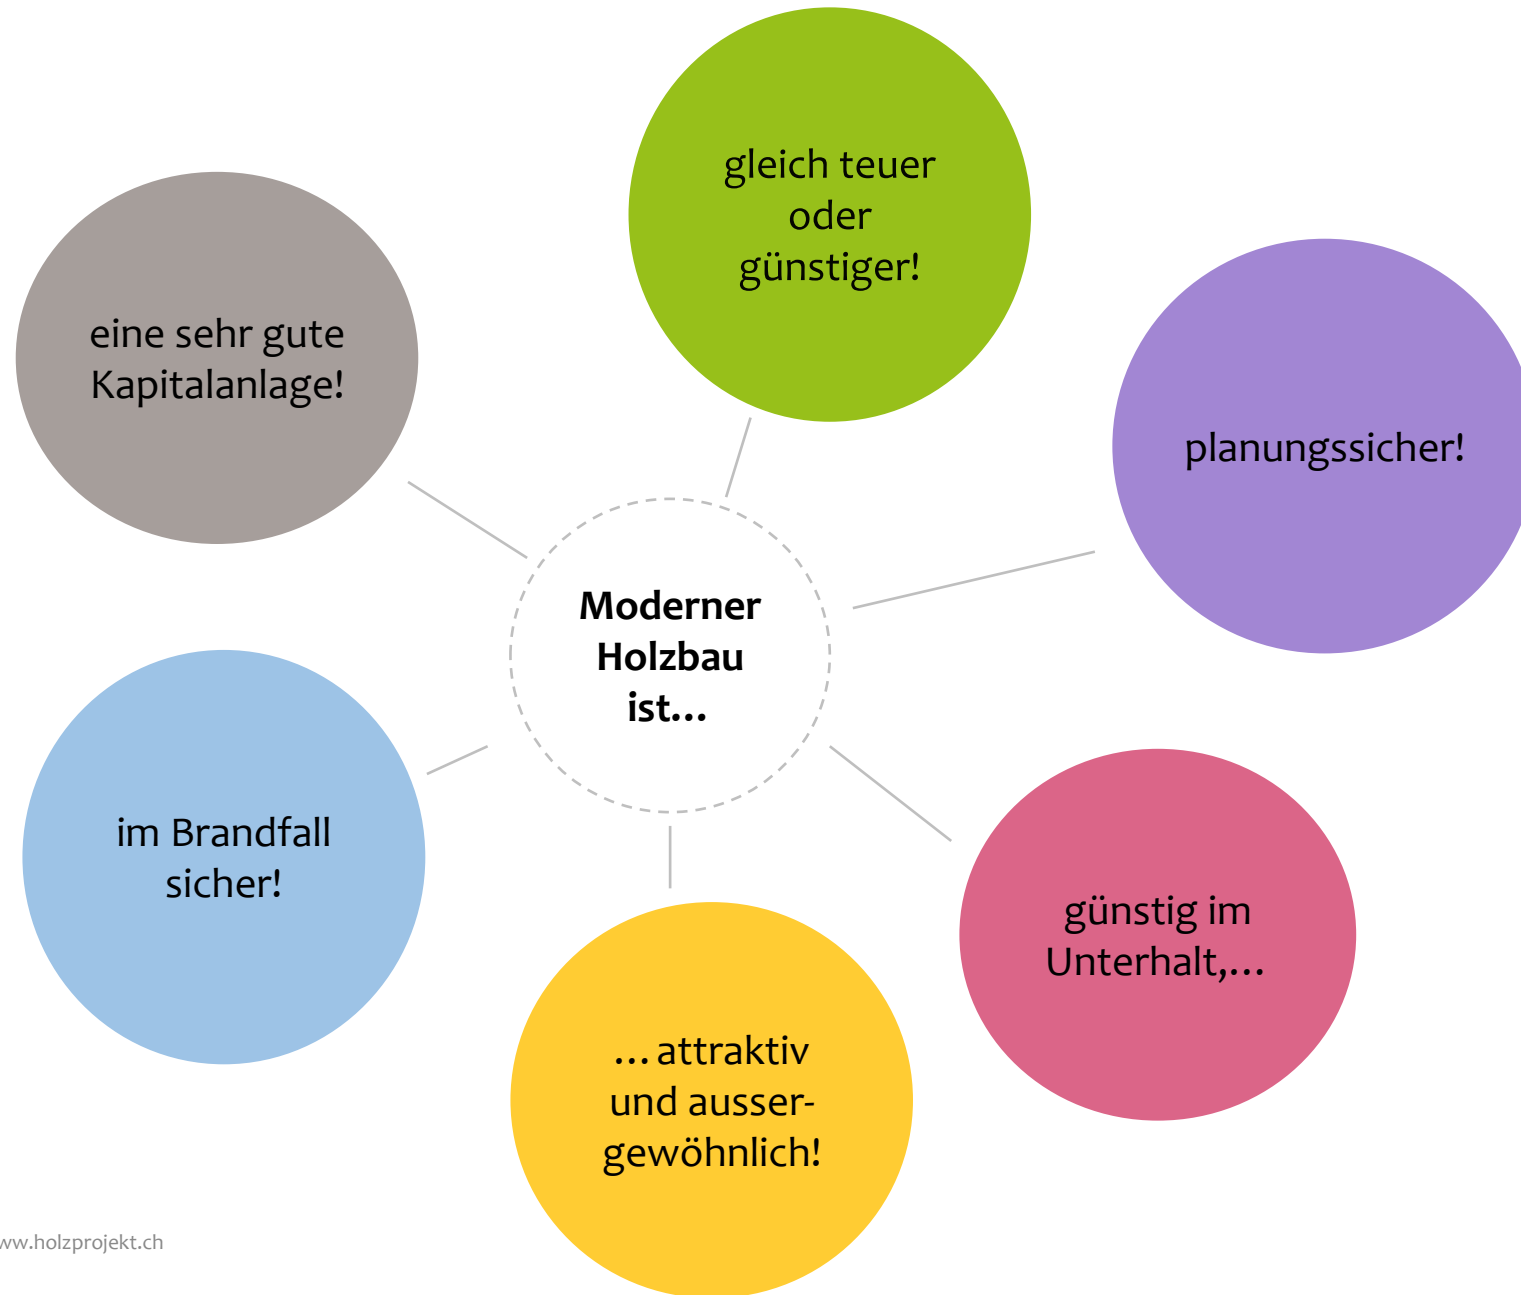 gleich teuer
oder
günstiger!
eine sehr gute
Kapitalanlage!
planungssicher!
Moderner
Holzbau
ist...
im Brandfall
sicher!
günstig im
Unterhalt,...
... attraktiv
und ausser-
gewöhnlich!
ww.holzprojekt.ch